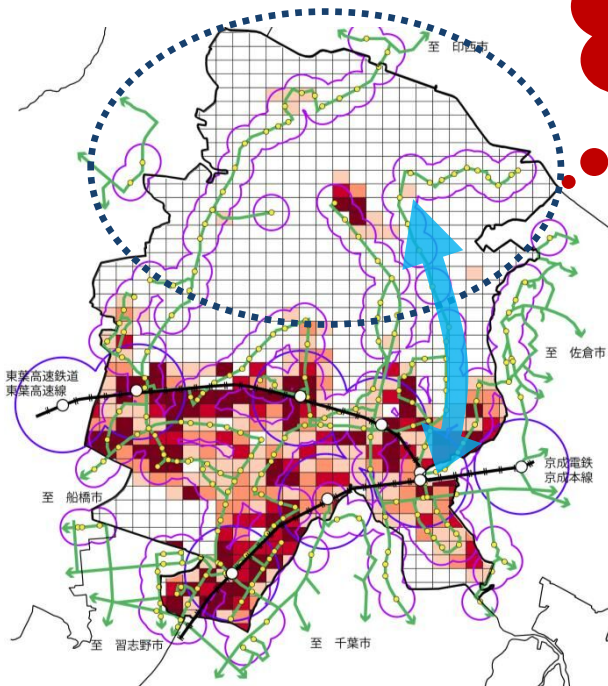 至 印西市
東葉高速鉄道
東葉高速線
至 佐倉市
京成電鉄
京成本線
至 船橋市
至 習志野市
至 千葉市